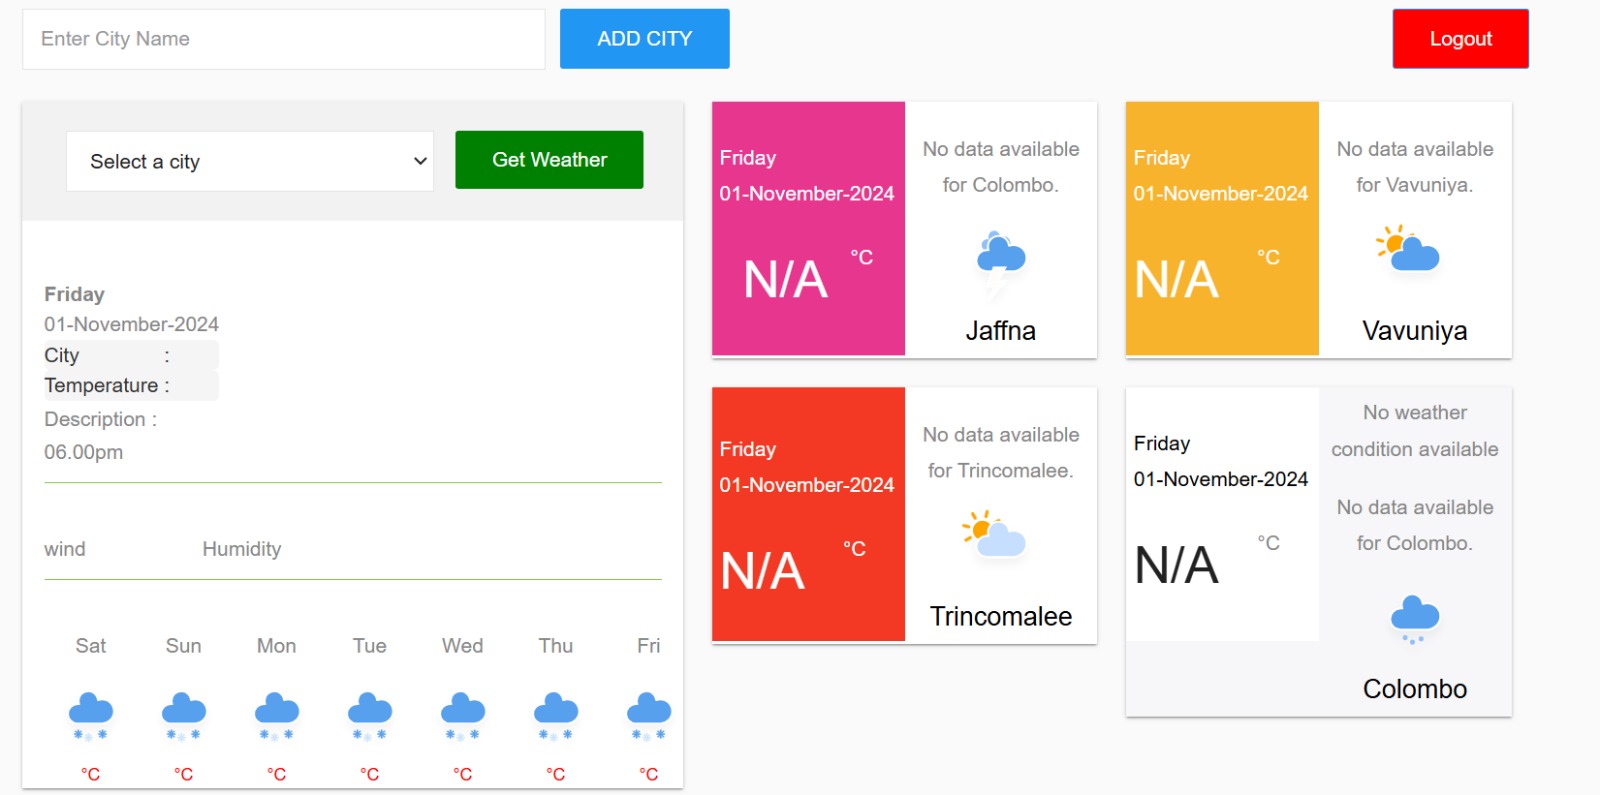 Enter City Name
ADD CITY
Logout
Select a city
Get Weather
Friday
01-November-2024
City :
Temperature :
Description :
06.00pm
wind Humidity
Sat Sun Mon Tue Wed Thu Fri
°C °C °C °C °C °C °C
Friday
01-November-2024
N/A °C
No data available
for Colombo.
Jaffna
Friday
01-November-2024
N/A °C
No data available
for Vavuniya.
Vavuniya
Friday
01-November-2024
N/A °C
No data available
for Trincomalee.
Trincomalee
Friday
01-November-2024
N/A °C
No weather
condition available
No data available
for Colombo.
Colombo